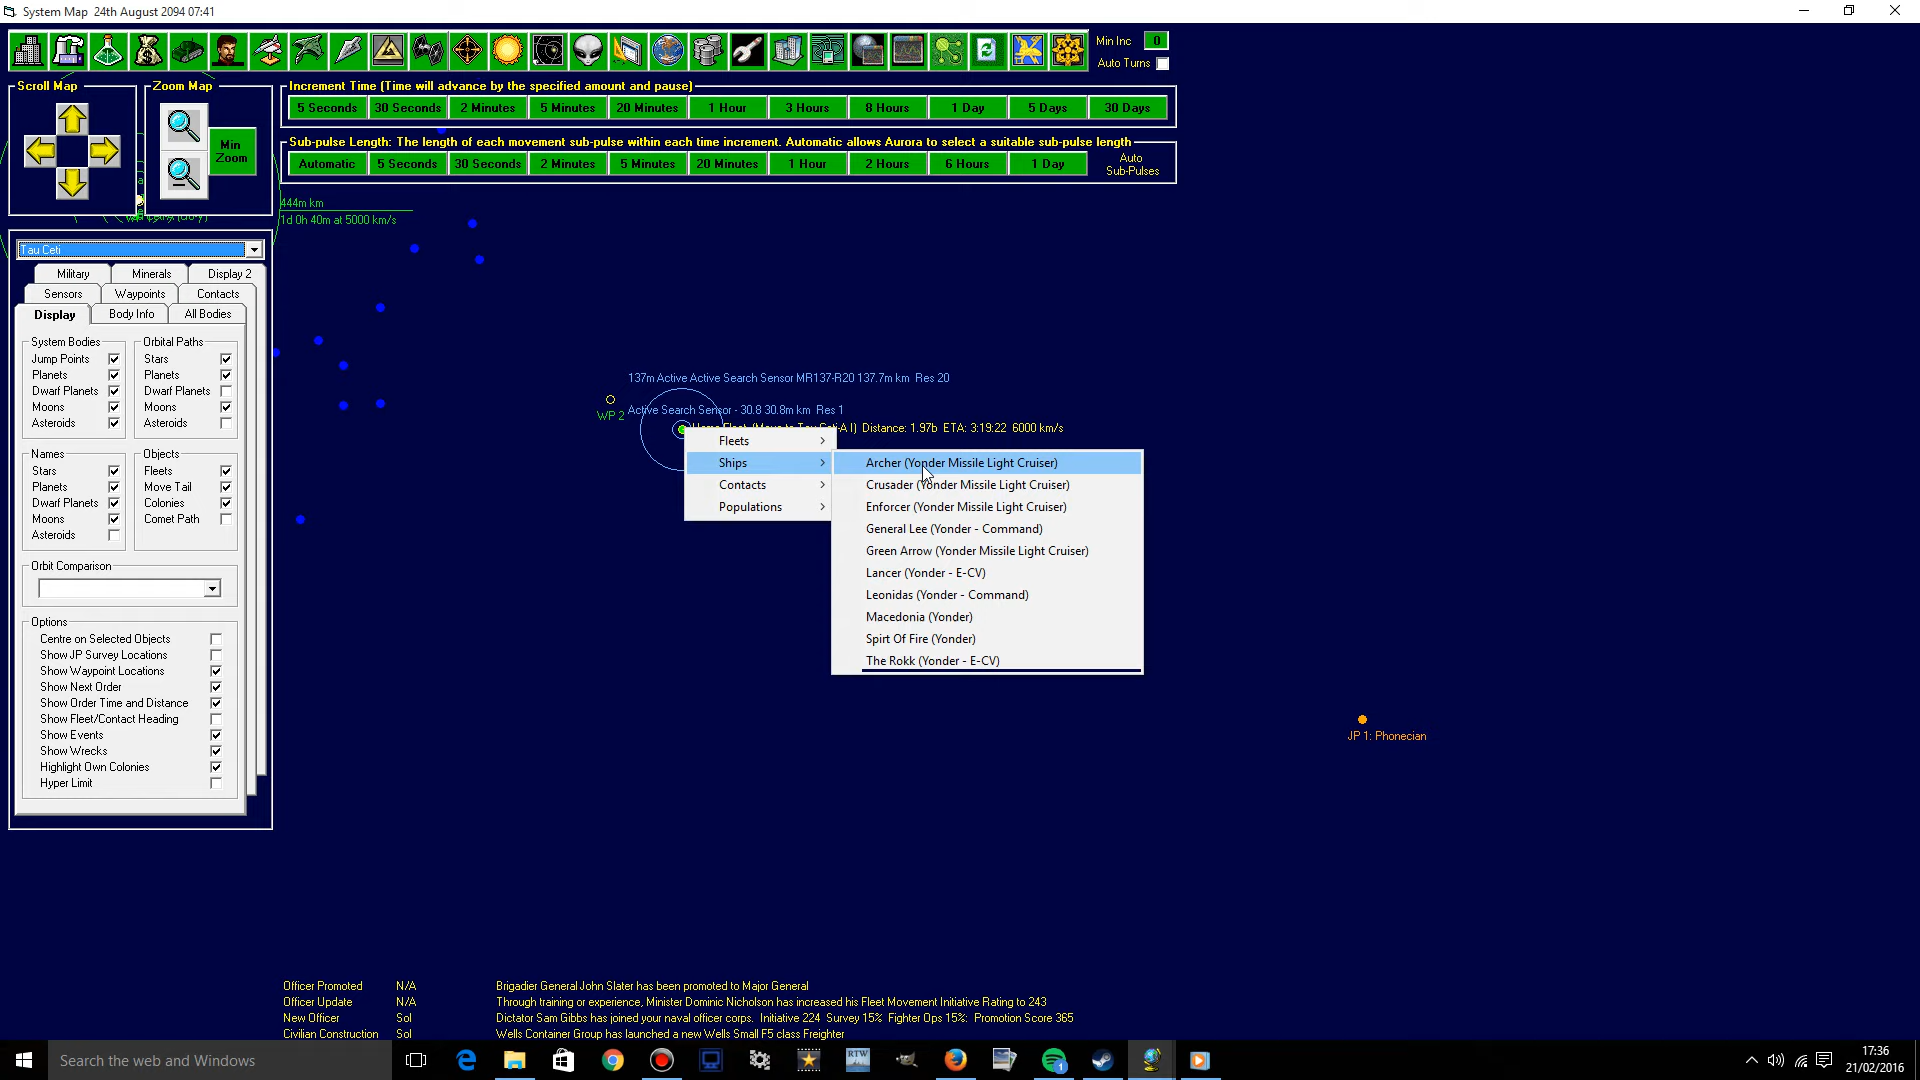 System Map 24th August 2094 07:41
Min Inc 0
Auto Turns
Scroll Map
Zoom Map
Min Zoom
Increment Time (Time will advance by the specified amount and pause)
5 Seconds 30 Seconds 2 Minutes 5 Minutes 20 Minutes 1 Hour 3 Hours 8 Hours 1 Day 5 Days 30 Days
Sub-pulse Length: The length of each movement sub-pulse within each time increment. Automatic allows Aurora to select a suitable sub-pulse length
Automatic 5 Seconds 30 Seconds 2 Minutes 5 Minutes 20 Minutes 1 Hour 2 Hours 6 Hours 1 Day Auto Sub-Pulses
444m km
1d 0h 40m at 5000 km/s
Tau Ceti
Military Minerals Display 2
Sensors Waypoints Contacts
Display Body Info All Bodies
System Bodies
Jump Points
Planets
Dwarf Planets
Moons
Asteroids
Orbital Paths
Stars
Planets
Dwarf Planets
Moons
Asteroids
Names
Stars
Planets
Dwarf Planets
Moons
Asteroids
Objects
Fleets
Move Tail
Colonies
Comet Path
Orbit Comparison
Options
Centre on Selected Objects
Show JP Survey Locations
Show Waypoint Locations
Show Next Order
Show Order Time and Distance
Show Fleet/Contact Heading
Show Events
Show Wrecks
Highlight Own Colonies
Hyper Limit
137m Active Active Search Sensor MR137-R20 137.7m km Res 20
WP 2
Active Search Sensor - 30.8 30.8m km Res 1
Distance: 1.97b ETA: 3:19:22 6000 km/s
Fleets
Ships
Contacts
Populations
Archer (Yonder Missile Light Cruiser)
Crusader (Yonder Missile Light Cruiser)
Enforcer (Yonder Missile Light Cruiser)
General Lee (Yonder - Command)
Green Arrow (Yonder Missile Light Cruiser)
Lancer (Yonder - E-CV)
Leonidas (Yonder - Command)
Macedonia (Yonder)
Spirt Of Fire (Yonder)
The Rokk (Yonder - E-CV)
JP 1: Phonecian
Officer Promoted N/A Brigadier General John Slater has been promoted to Major General
Officer Update N/A Through training or experience, Minister Dominic Nicholson has increased his Fleet Movement Initiative Rating to 243
New Officer Sol Dictator Sam Gibbs has joined your naval officer corps. Initiative 224 Survey 15% Fighter Ops 15%: Promotion Score 365
Civilian Construction Sol Wells Container Group has launched a new Wells Small F5 class Freighter
Search the web and Windows
RTW
1
17:36
21/02/2016